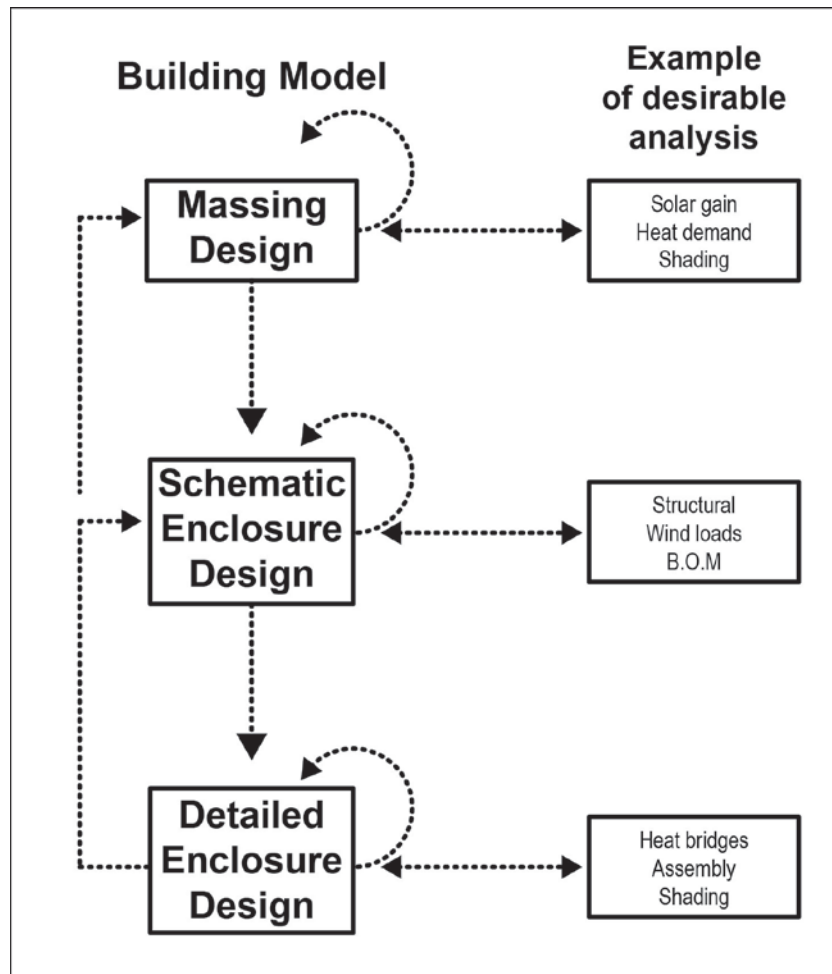 Building Model
Example
of desirable
analysis
Massing
Design
Solar gain
Heat demand
Shading
Schematic
Enclosure
Design
Structural
Wind loads
B.O.M
Detailed
Enclosure
Design
Heat bridges
Assembly
Shading